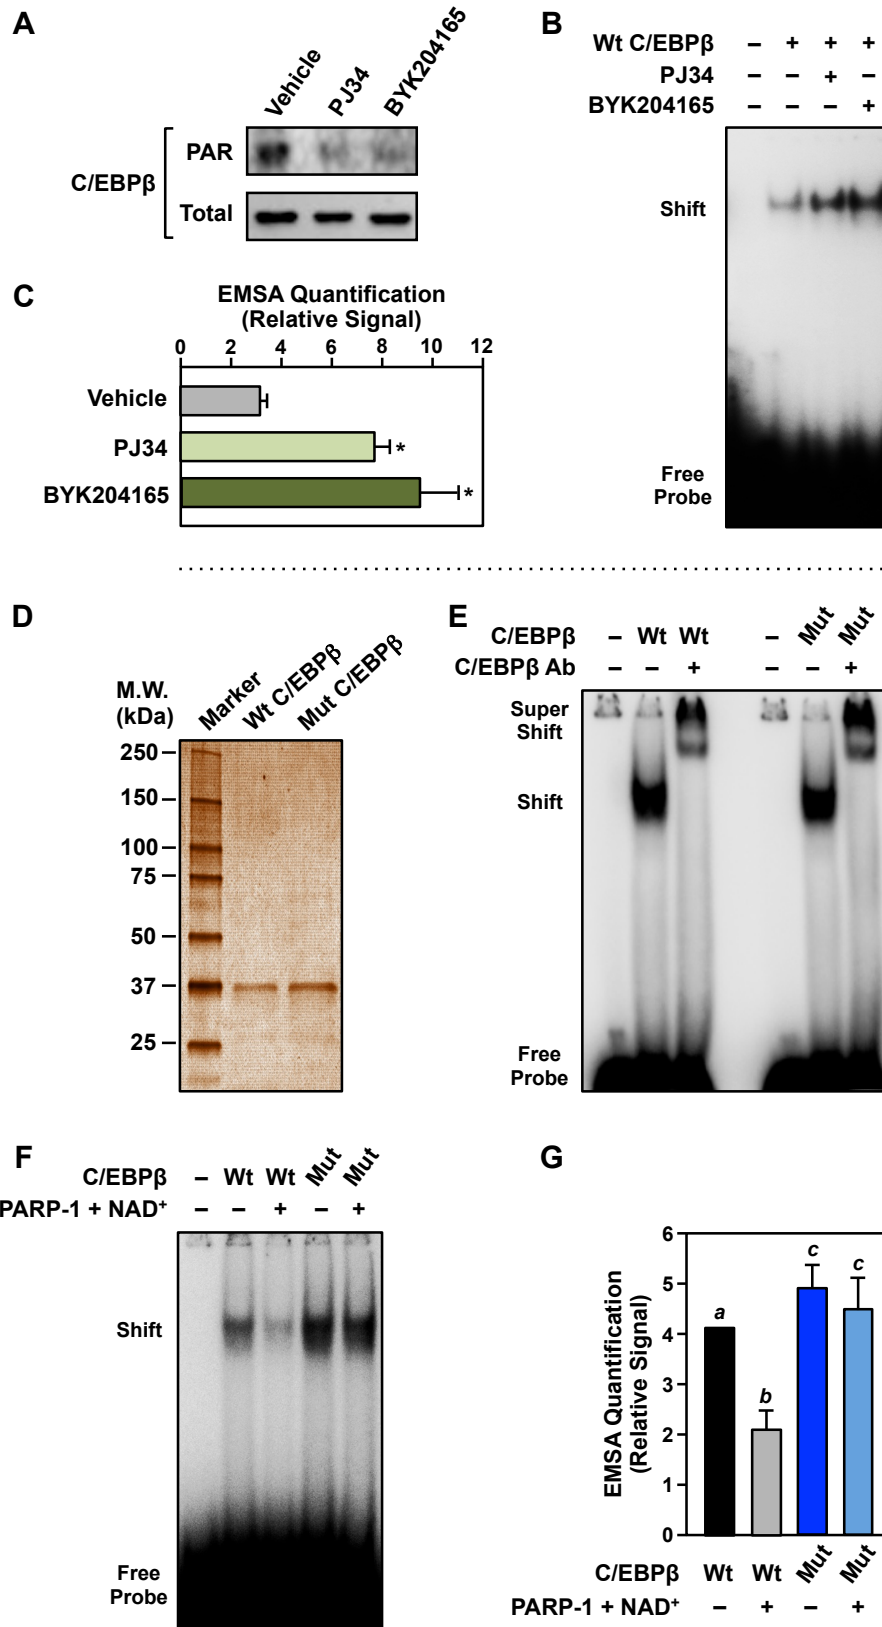 A
Vehicle PJ34 BYK204165
C/EBPβ
PAR
Total
B
Wt C/EBPβ – + + +
PJ34 – – + –
BYK204165 – – – +
Shift
Free
Probe
C
EMSA Quantification
(Relative Signal)
0 2 4 6 8 10 12
Vehicle
PJ34 *
BYK204165 *
D
M.W.
(kDa)
Marker Wt C/EBPβ Mut C/EBPβ
250
150
100
75
50
37
25
E
C/EBPβ – Wt Wt – Mut Mut
C/EBPβ Ab – – + – – +
Super
Shift
Shift
Free
Probe
F
C/EBPβ – Wt Wt Mut Mut
PARP-1 + NAD⁺ – – + – +
Shift
Free
Probe
G
EMSA Quantification
(Relative Signal)
6
5
4
3
2
1
0
a b c c
C/EBPβ Wt Wt Mut Mut
PARP-1 + NAD⁺ – + – +